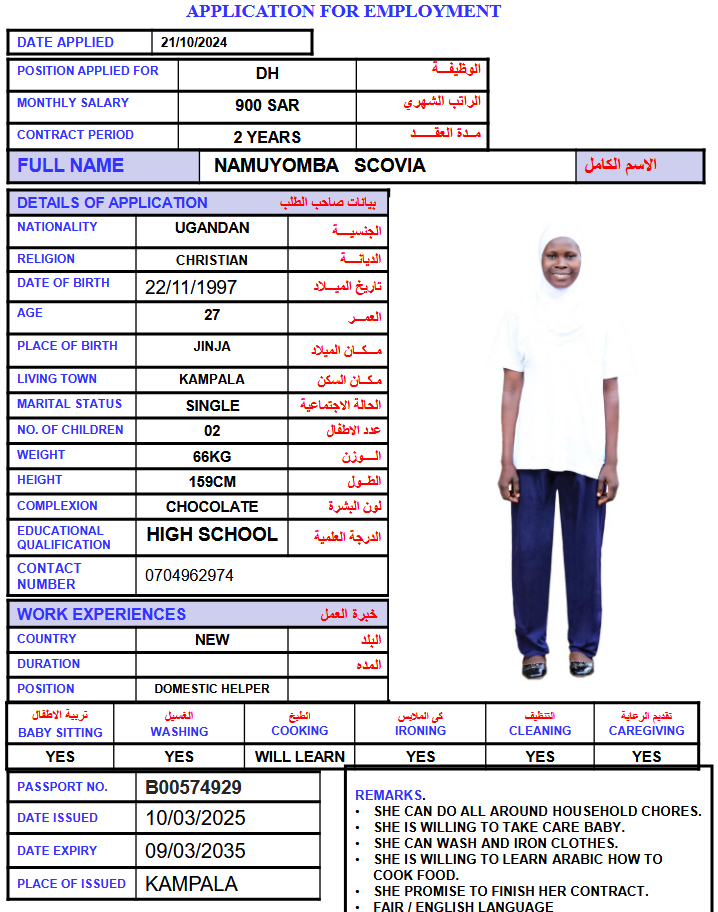 APPLICATION FOR EMPLOYMENT
DATE APPLIED 21/10/2024
POSITION APPLIED FOR DH الوظيفـــة
MONTHLY SALARY 900 SAR الراتب الشهري
CONTRACT PERIOD 2 YEARS مــدة العقــــد
FULL NAME NAMUYOMBA SCOVIA الاسم الكامل
DETAILS OF APPLICATION بيانات صاحب الطلب
NATIONALITY UGANDAN الجنسيــــة
RELIGION CHRISTIAN الديانـــة
DATE OF BIRTH 22/11/1997 تاريخ الميـــلاد
AGE 27 العمـــر
PLACE OF BIRTH JINJA مــكــان الميلاد
LIVING TOWN KAMPALA مـكـان السكن
MARITAL STATUS SINGLE الحالة الاجتماعية
NO. OF CHILDREN 02 عدد الاطفال
WEIGHT 66KG الــــوزن
HEIGHT 159CM الطــول
COMPLEXION CHOCOLATE لون البشرة
EDUCATIONAL QUALIFICATION HIGH SCHOOL الدرجة العلمية
CONTACT NUMBER 0704962974
WORK EXPERIENCES خبرة العمل
COUNTRY NEW البلد
DURATION المده
POSITION DOMESTIC HELPER
تربية الاطفال الغسيل الطبخ كي الملابس التنظيف تقديم الرعاية
BABY SITTING WASHING COOKING IRONING CLEANING CAREGIVING
YES YES WILL LEARN YES YES YES
PASSPORT NO. B00574929
DATE ISSUED 10/03/2025
DATE EXPIRY 09/03/2035
PLACE OF ISSUED KAMPALA
REMARKS.
• SHE CAN DO ALL AROUND HOUSEHOLD CHORES.
• SHE IS WILLING TO TAKE CARE BABY.
• SHE CAN WASH AND IRON CLOTHES.
• SHE IS WILLING TO LEARN ARABIC HOW TO
COOK FOOD.
• SHE PROMISE TO FINISH HER CONTRACT.
• FAIR / ENGLISH LANGUAGE